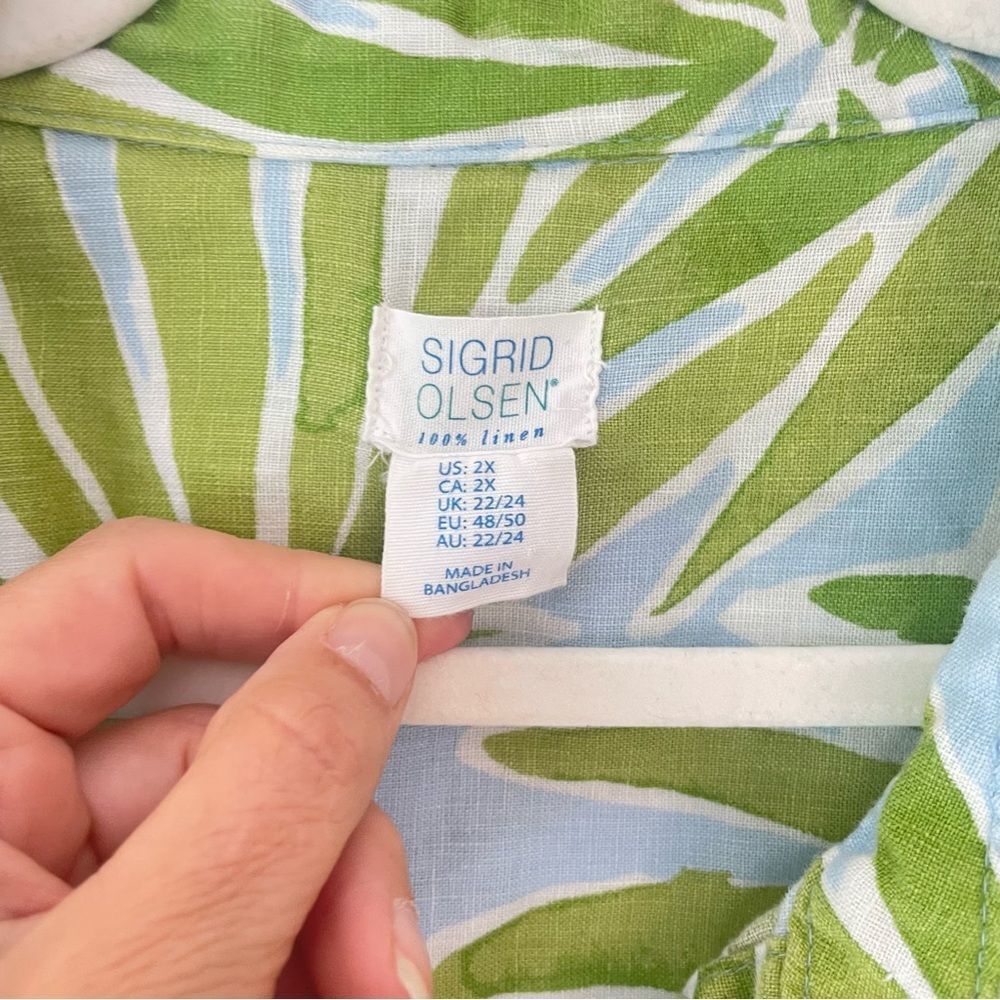 SIGRID
OLSEN®
100% linen
US: 2X
CA: 2X
UK: 22/24
EU: 48/50
AU: 22/24
MADE IN
BANGLADESH